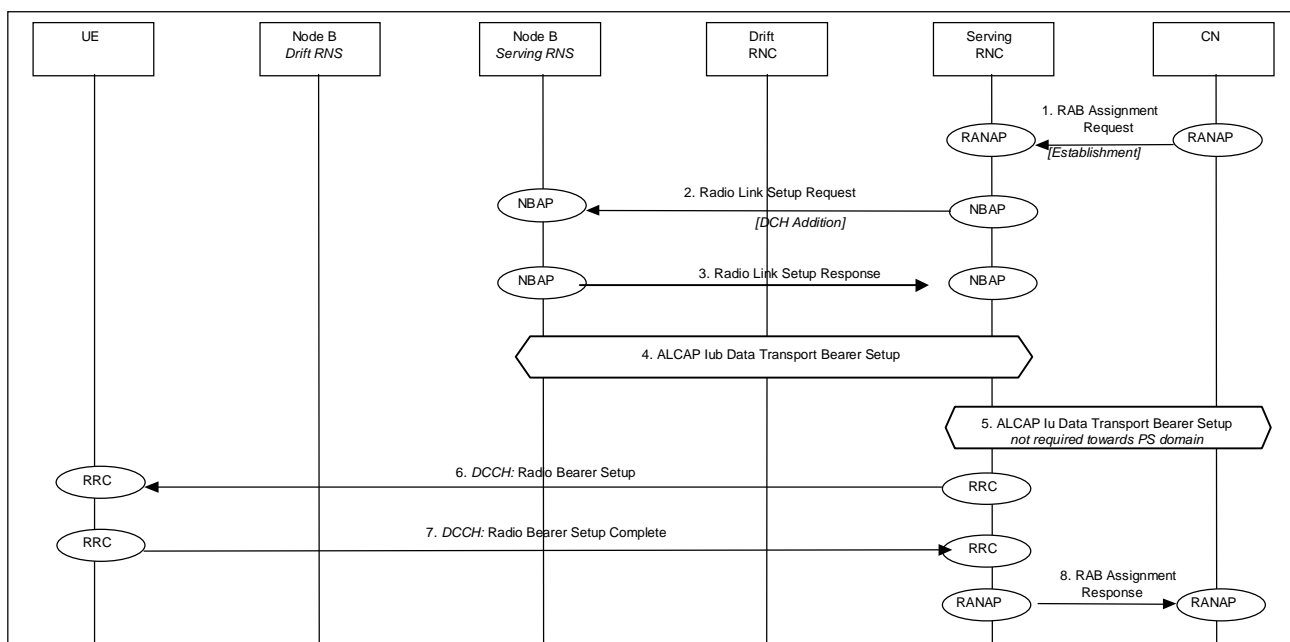 UE
Node B
Drift RNS
Node B
Serving RNS
Drift
RNC
Serving
RNC
CN
1. RAB Assignment
Request
RANAP
RANAP
[Establishment]
2. Radio Link Setup Request
NBAP
NBAP
[DCH Addition]
3. Radio Link Setup Response
NBAP
NBAP
4. ALCAP Iub Data Transport Bearer Setup
5. ALCAP Iu Data Transport Bearer Setup
not required towards PS domain
6. DCCH: Radio Bearer Setup
RRC
RRC
7. DCCH: Radio Bearer Setup Complete
RRC
RRC
8. RAB Assignment
Response
RANAP
RANAP